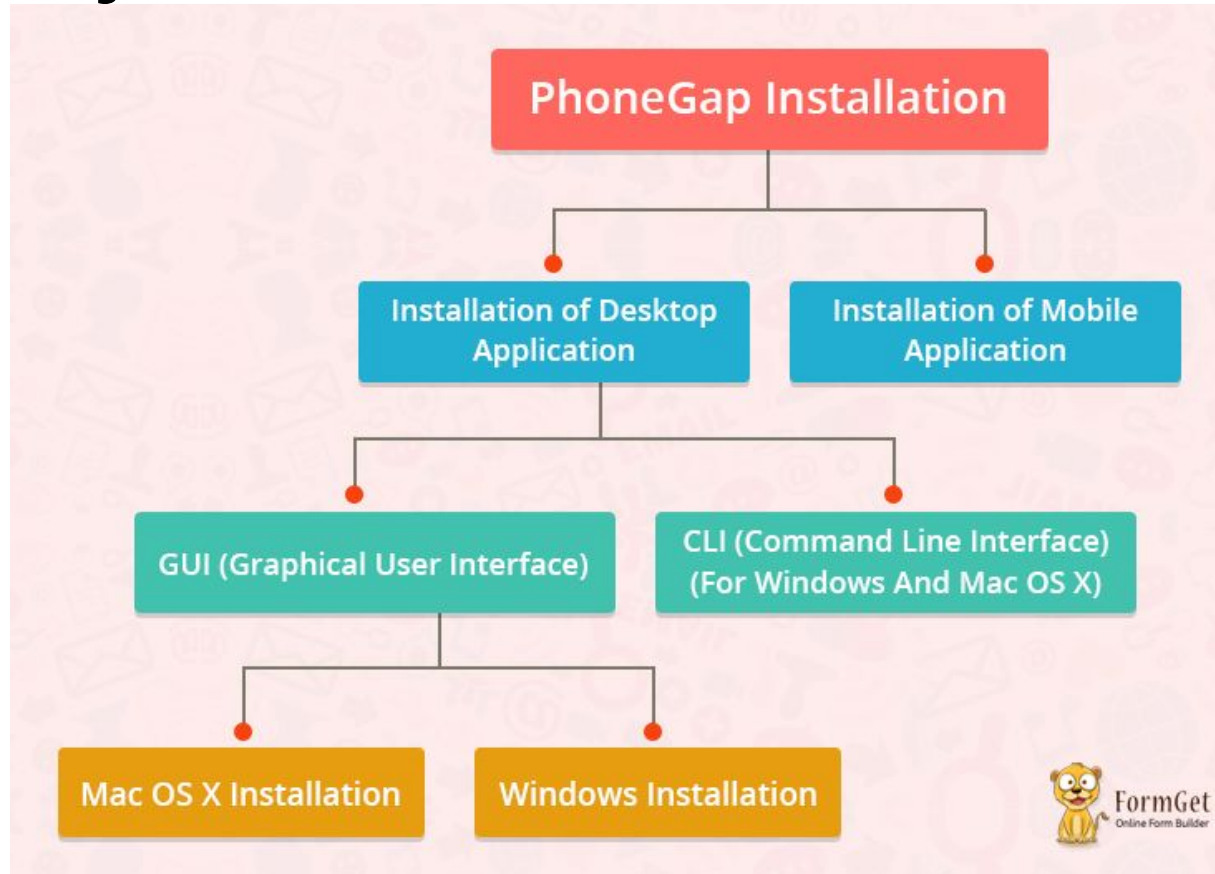 PhoneGap Installation
Installation of Desktop
Application
Installation of Mobile
Application
GUI (Graphical User Interface)
CLI (Command Line Interface)
(For Windows And Mac OS X)
Mac OS X Installation
Windows Installation
FormGet
Online Form Builder